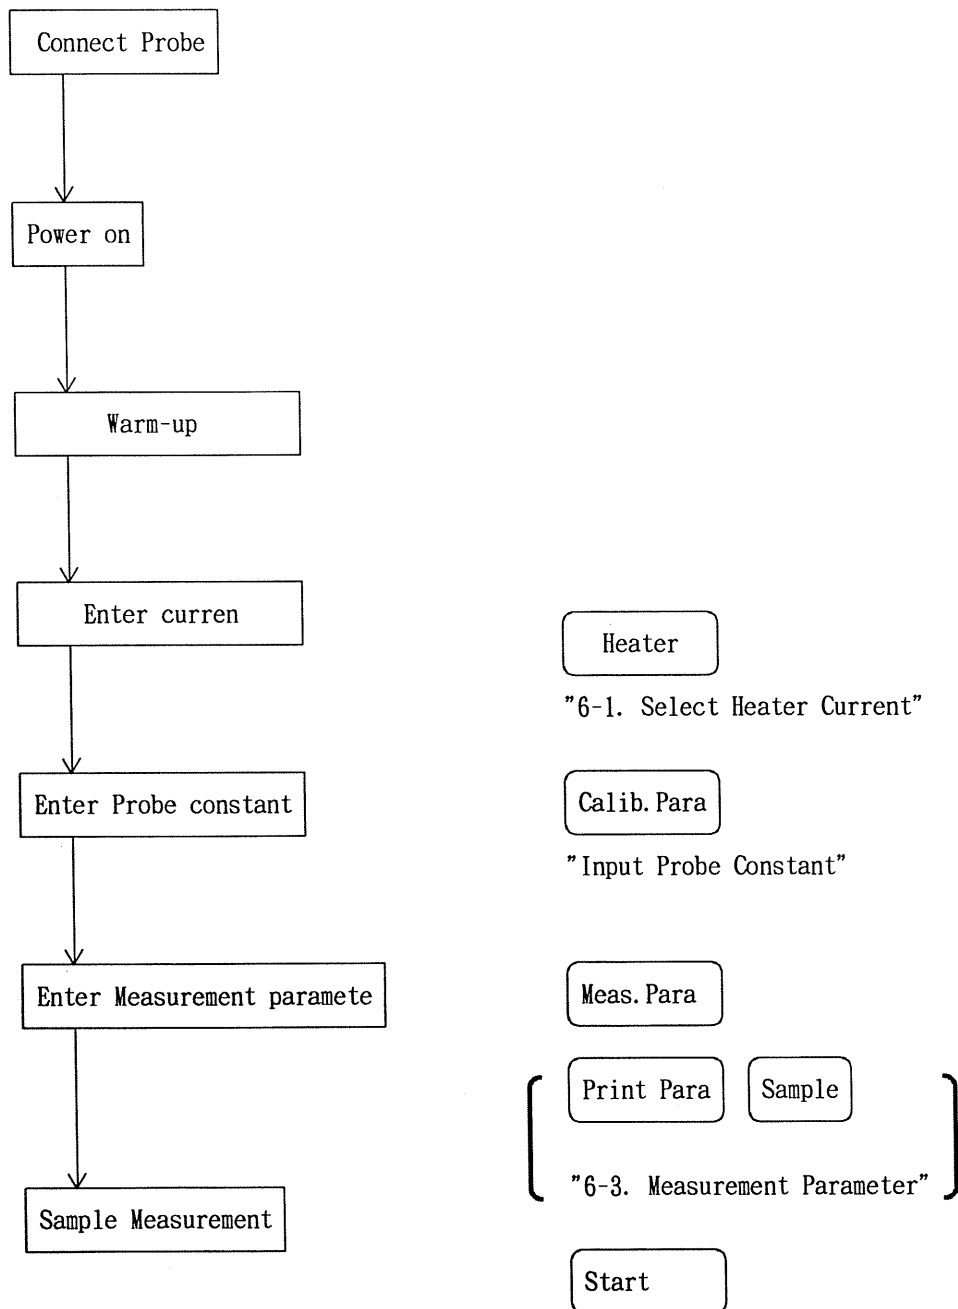 Connect Probe
Power on
Warm-up
Enter curren
Heater
"6-1. Select Heater Current"
Enter Probe constant
Calib.Para
"Input Probe Constant"
Enter Measurement paramete
Meas.Para
Print Para
Sample
"6-3. Measurement Parameter"
Sample Measurement
Start